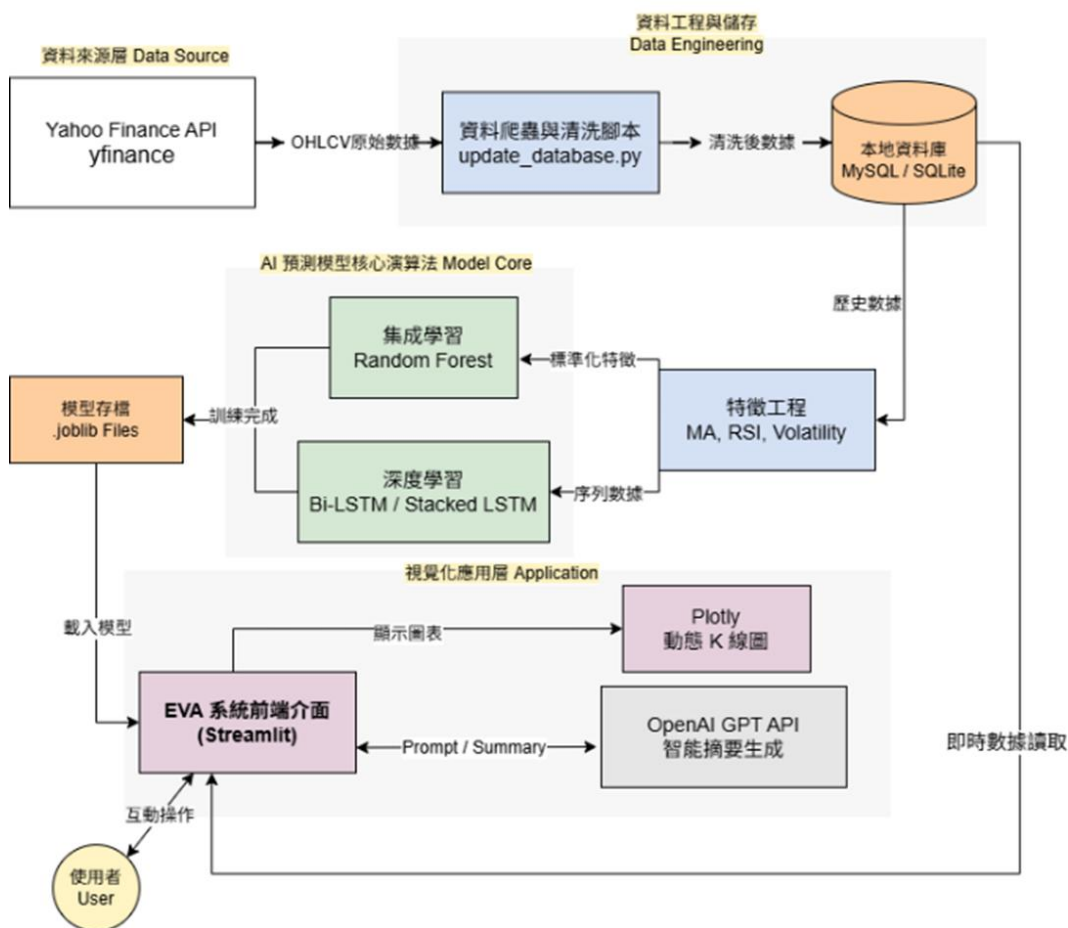 資料來源層 Data Source
Yahoo Finance API
yfinance
OHLCV原始數據
資料工程與儲存
Data Engineering
資料爬蟲與清洗腳本
update_database.py
清洗後數據
本地資料庫
MySQL / SQLite
歷史數據
AI 預測模型核心演算法 Model Core
集成學習
Random Forest
標準化特徵
特徵工程
MA, RSI, Volatility
深度學習
Bi-LSTM / Stacked LSTM
序列數據
訓練完成
模型存檔
.joblib Files
載入模型
視覺化應用層 Application
顯示圖表
Plotly
動態 K 線圖
EVA 系統前端介面
(Streamlit)
Prompt / Summary
OpenAI GPT API
智能摘要生成
即時數據讀取
互動操作
使用者
User